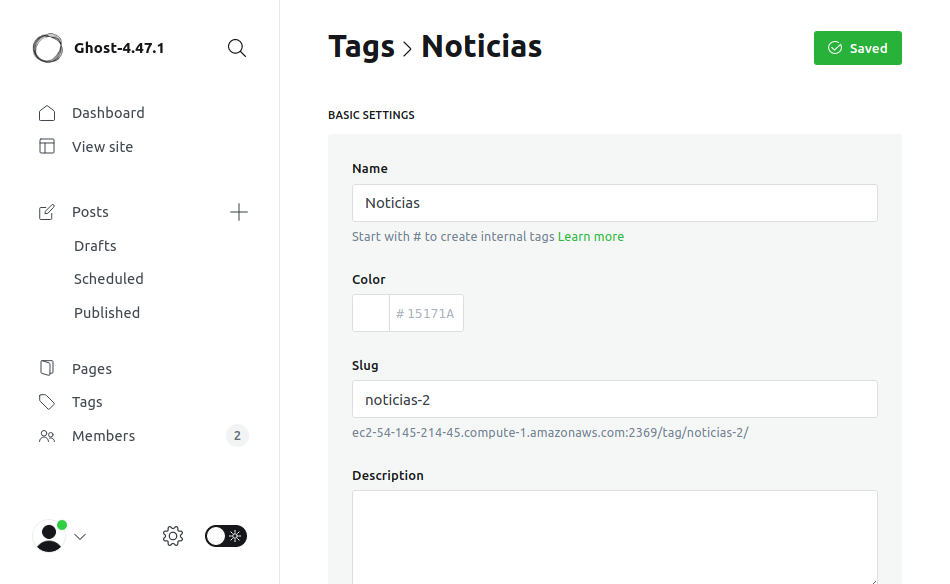 Ghost-4.47.1
Dashboard
View site
Posts
Drafts
Scheduled
Published
Pages
Tags
Members 2
Tags > Noticias
Saved
BASIC SETTINGS
Name
Noticias
Start with # to create internal tags Learn more
Color
# 15171A
Slug
noticias-2
ec2-54-145-214-45.compute-1.amazonaws.com:2369/tag/noticias-2/
Description